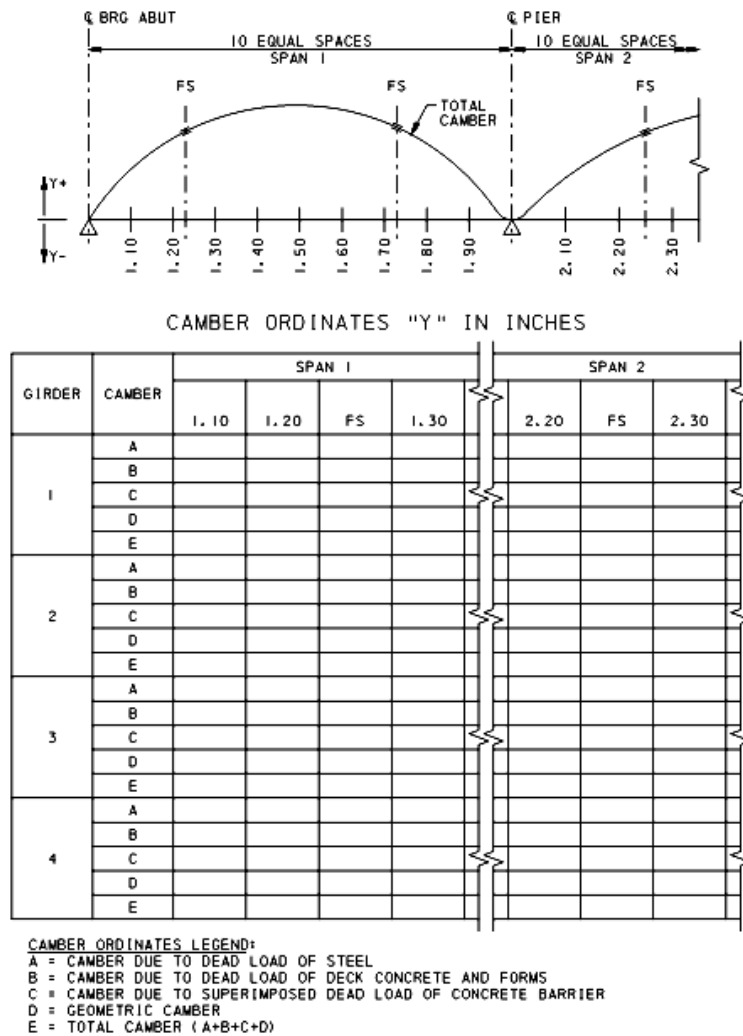 ℄ BRG ABUT ℄ PIER
10 EQUAL SPACES 10 EQUAL SPACES
SPAN 1 SPAN 2
FS FS FS
TOTAL
CAMBER
Y+
Y-
1.10 1.20 1.30 1.40 1.50 1.60 1.70 1.80 1.90 2.10 2.20 2.30
CAMBER ORDINATES "Y" IN INCHES
GIRDER CAMBER SPAN 1 SPAN 2
1.10 1.20 FS 1.30 2.20 FS 2.30
1
A
B
C
D
E
2
A
B
C
D
E
3
A
B
C
D
E
4
A
B
C
D
E
CAMBER ORDINATES LEGEND:
A = CAMBER DUE TO DEAD LOAD OF STEEL
B = CAMBER DUE TO DEAD LOAD OF DECK CONCRETE AND FORMS
C = CAMBER DUE TO SUPERIMPOSED DEAD LOAD OF CONCRETE BARRIER
D = GEOMETRIC CAMBER
E = TOTAL CAMBER (A+B+C+D)